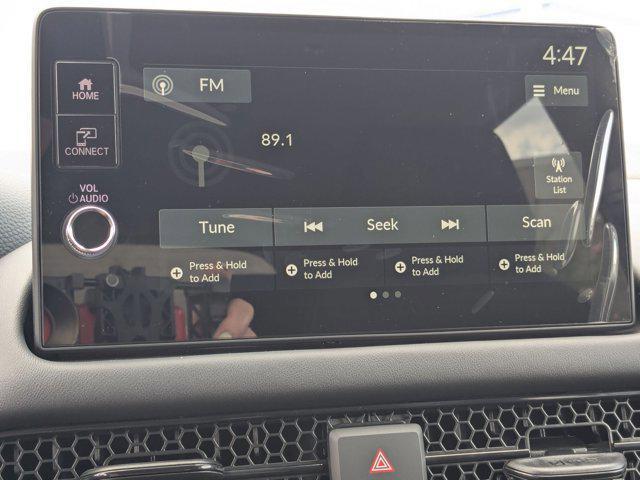 4:47
HOME
FM
Menu
CONNECT
89.1
Station
List
VOL
AUDIO
Tune
Seek
Scan
Press & Hold
to Add
Press & Hold
to Add
Press & Hold
to Add
Press & Hold
to Add